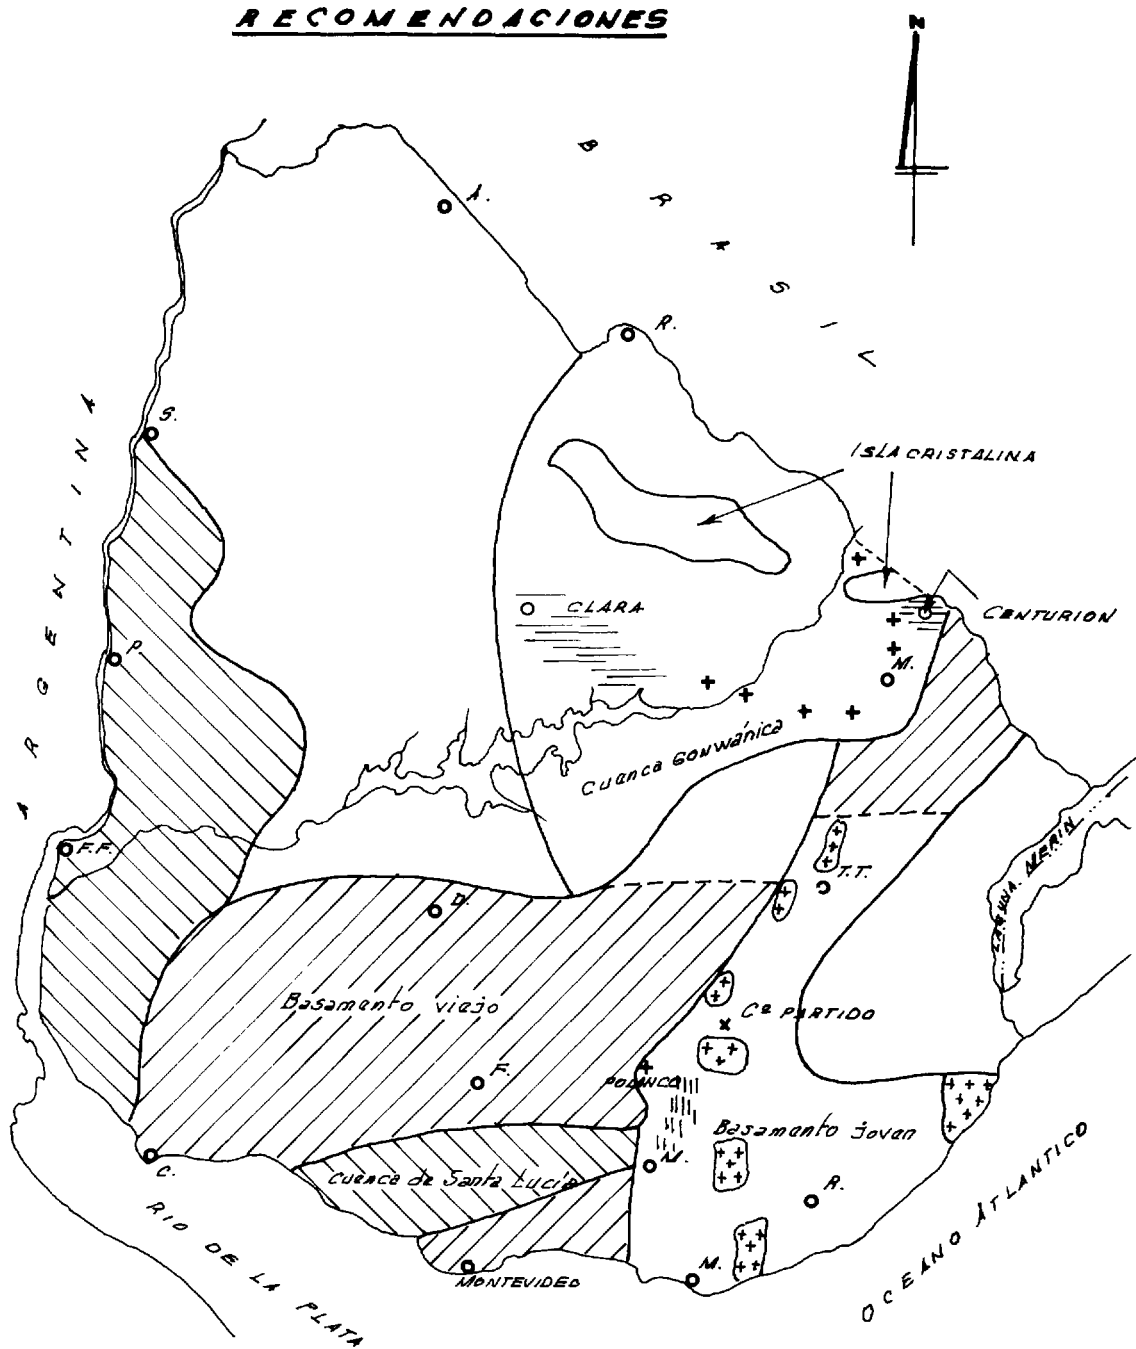 RECOMENDACIONES
N
BRASIL
A.
R.
ARGENTINA
S.
ISLA CRISTALINA
CLARA
CENTURION
P.
M.
Cuenca Gonwánica
F.F.
T.T.
LAGUNA MERIN
D.
Basamento viejo
Cº PARTIDO
F.
POLANCO
Basamento joven
M.
C.
Cuenca de Santa Lucía
R.
M.
MONTEVIDEO
RIO DE LA PLATA
OCEANO ATLANTICO